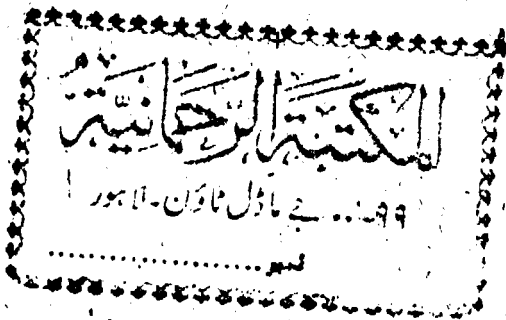 المكتبة الرحمانية
۹۹... جے ماڈل ٹاؤن۔ لاہور
نمبر......................